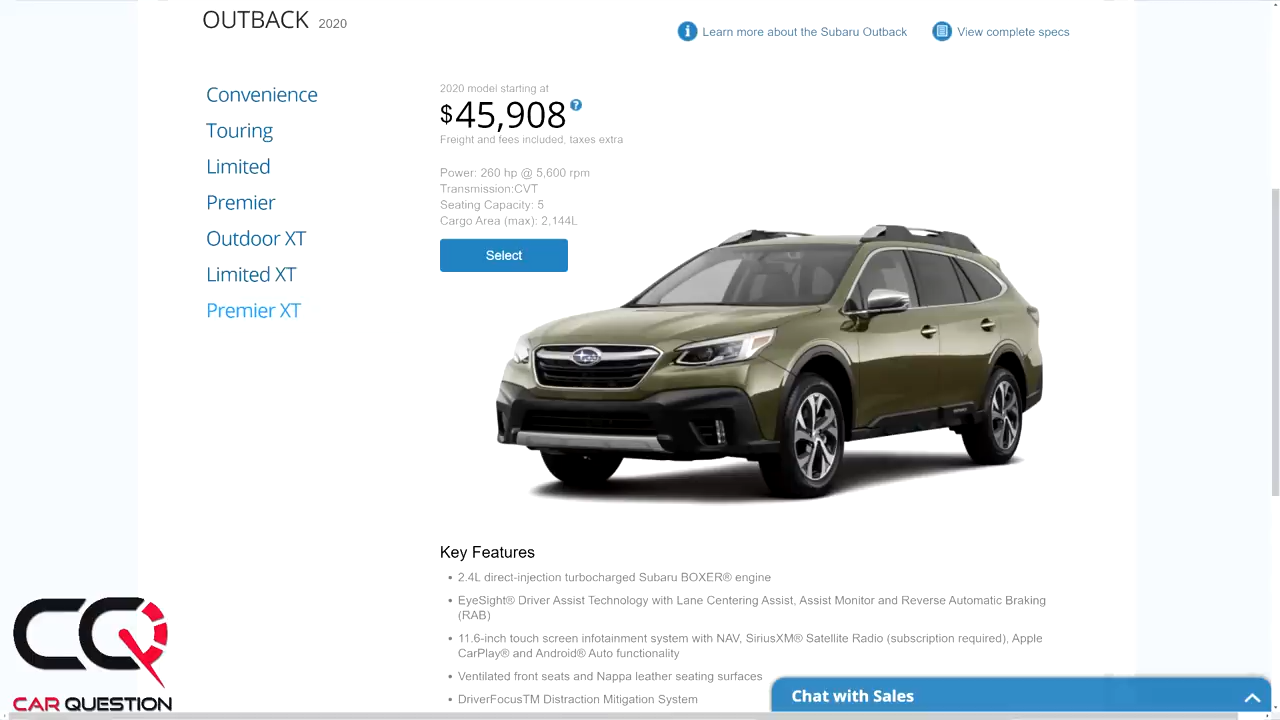 OUTBACK 2020
Learn more about the Subaru Outback
View complete specs
Convenience
Touring
Limited
Premier
Outdoor XT
Limited XT
Premier XT
2020 model starting at
$45,908 ?
Freight and fees included, taxes extra
Power: 260 hp @ 5,600 rpm
Transmission:CVT
Seating Capacity: 5
Cargo Area (max): 2,144L
Select
Key Features
• 2.4L direct-injection turbocharged Subaru BOXER® engine
• EyeSight® Driver Assist Technology with Lane Centering Assist, Assist Monitor and Reverse Automatic Braking
(RAB)
• 11.6-inch touch screen infotainment system with NAV, SiriusXM® Satellite Radio (subscription required), Apple
CarPlay® and Android® Auto functionality
• Ventilated front seats and Nappa leather seating surfaces
• DriverFocusTM Distraction Mitigation System
Chat with Sales
CQ
CAR QUESTION